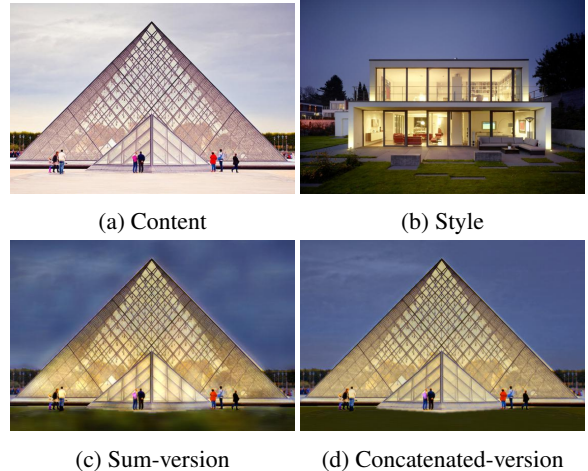 (a) Content
(b) Style
(c) Sum-version
(d) Concatenated-version